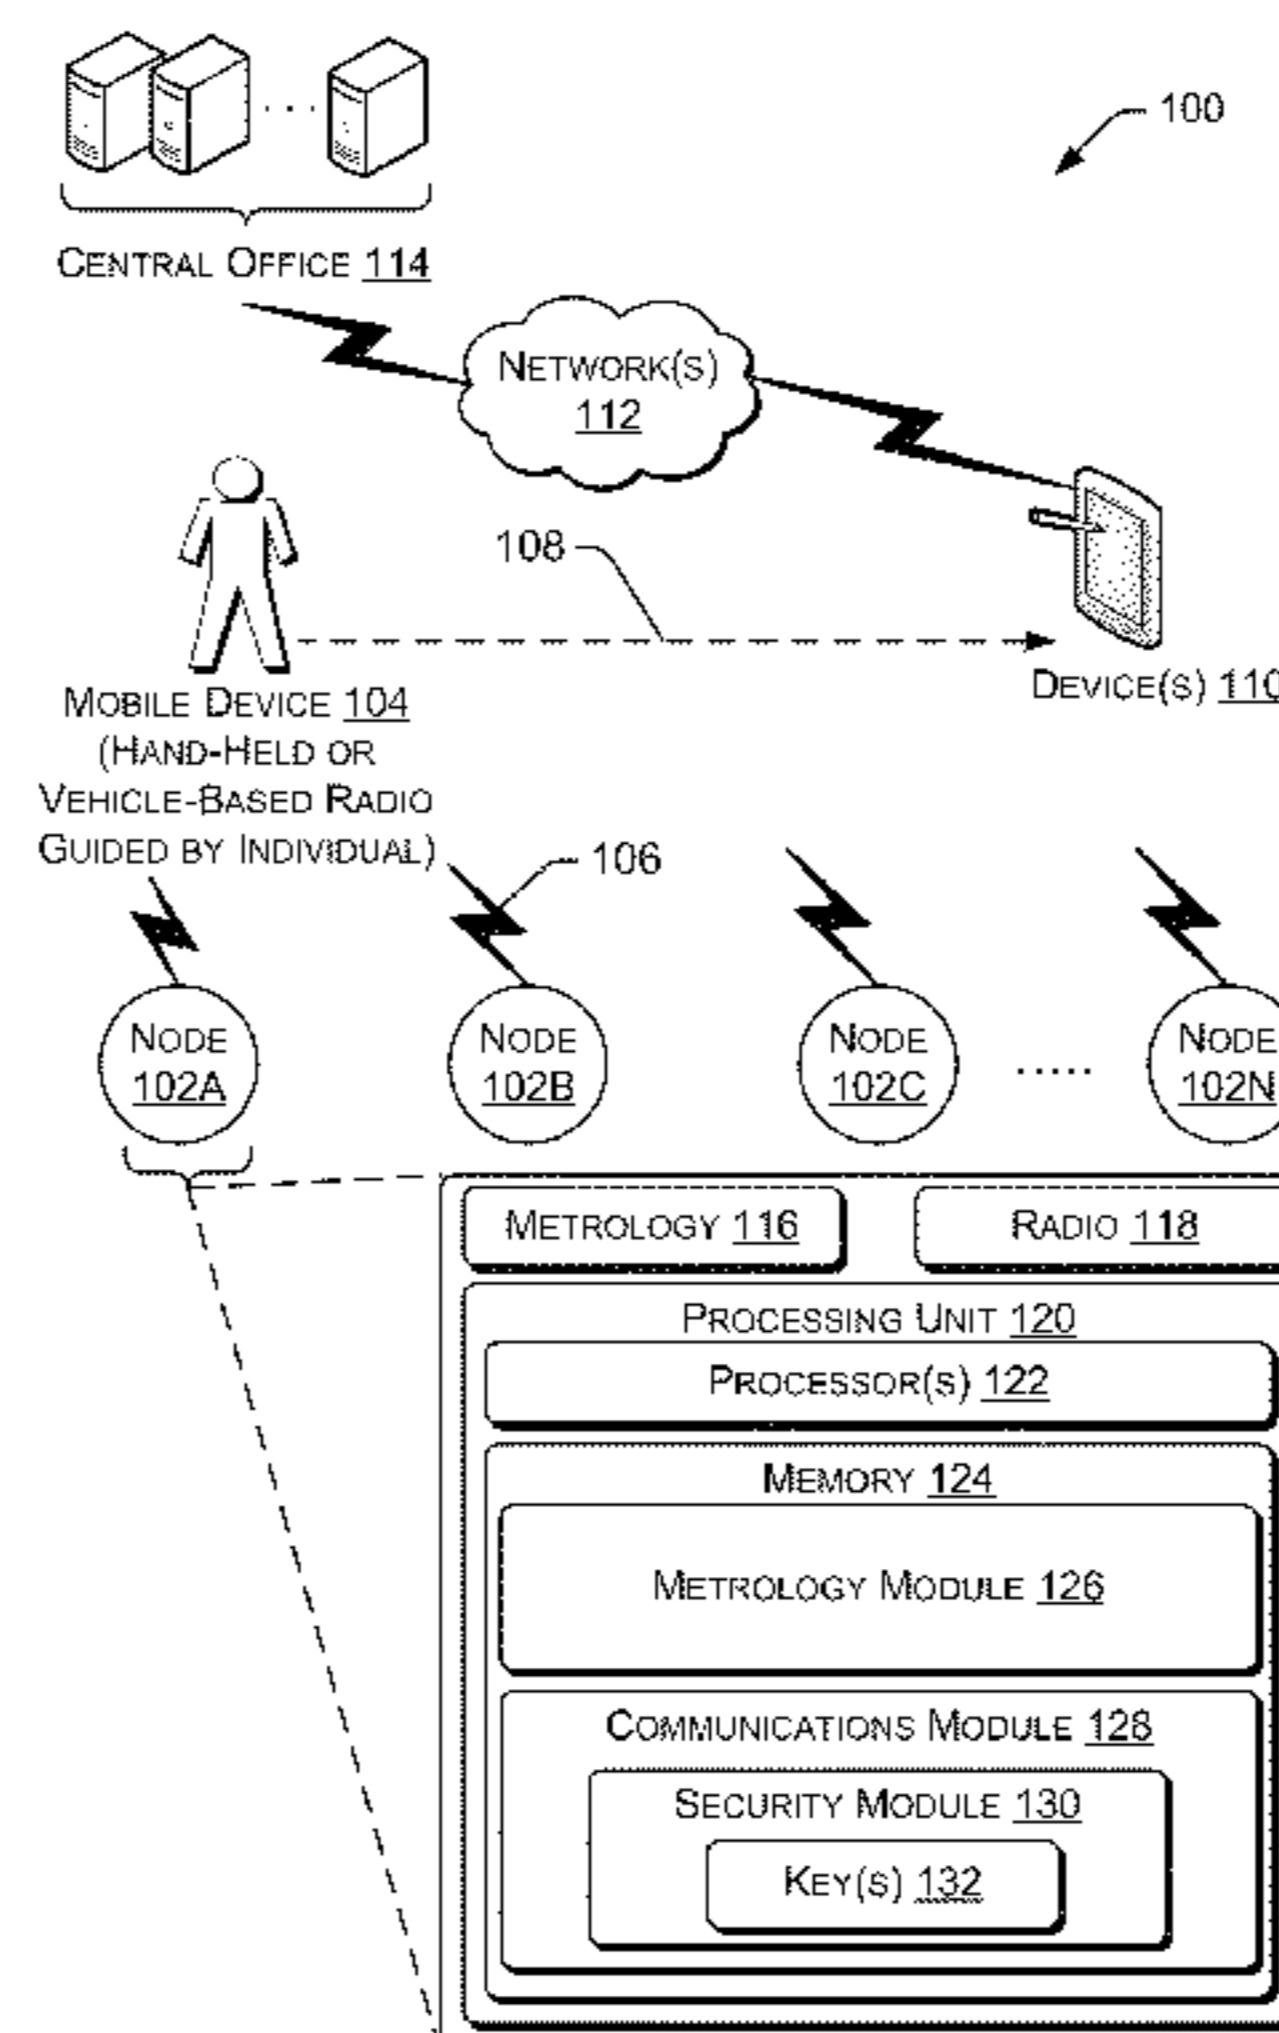 100
CENTRAL OFFICE 114
NETWORK(S)
112
108
DEVICE(S) 110
MOBILE DEVICE 104
(HAND-HELD OR
VEHICLE-BASED RADIO
GUIDED BY INDIVIDUAL)
106
NODE
102A
NODE
102B
NODE
102C
.....
NODE
102N
METROLOGY 116
RADIO 118
PROCESSING UNIT 120
PROCESSOR(S) 122
MEMORY 124
METROLOGY MODULE 126
COMMUNICATIONS MODULE 128
SECURITY MODULE 130
KEY(S) 132